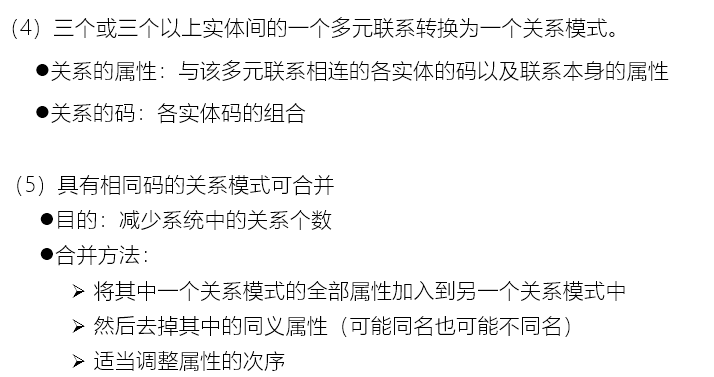 （4）三个或三个以上实体间的一个多元联系转换为一个关系模式。
●关系的属性：与该多元联系相连的各实体的码以及联系本身的属性
●关系的码：各实体码的组合
（5）具有相同码的关系模式可合并
●目的：减少系统中的关系个数
●合并方法：
➢ 将其中一个关系模式的全部属性加入到另一个关系模式中
➢ 然后去掉其中的同义属性（可能同名也可能不同名）
➢ 适当调整属性的次序